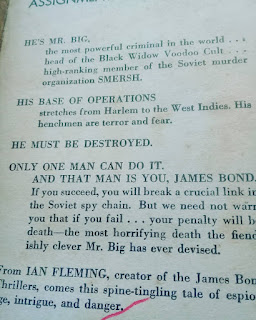 ASSIGNMENT
HE'S MR. BIG,
the most powerful criminal in the world . . .
head of the Black Widow Voodoo Cult . . .
high-ranking member of the Soviet murder
organization SMERSH.
HIS BASE OF OPERATIONS
stretches from Harlem to the West Indies. His
henchmen are terror and fear.
HE MUST BE DESTROYED.
ONLY ONE MAN CAN DO IT.
AND THAT MAN IS YOU, JAMES BOND.
If you succeed, you will break a crucial link in
the Soviet spy chain. But we need not warn
you that if you fail . . . your penalty will be
death—the most horrifying death the fiend-
ishly clever Mr. Big has ever devised.
From IAN FLEMING, creator of the James Bon
Thrillers, comes this spine-tingling tale of espio
ge, intrigue, and danger.